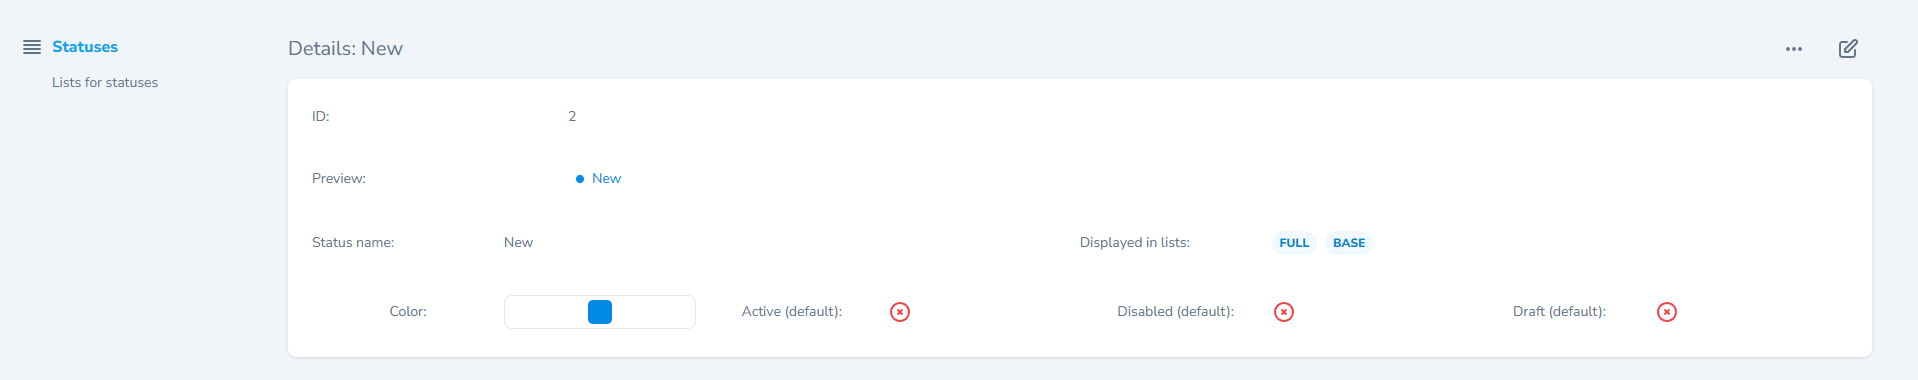 Statuses
Lists for statuses
Details: New
ID: 2
Preview: New
Status name: New Displayed in lists: FULL BASE
Color: Active (default): Disabled (default): Draft (default):